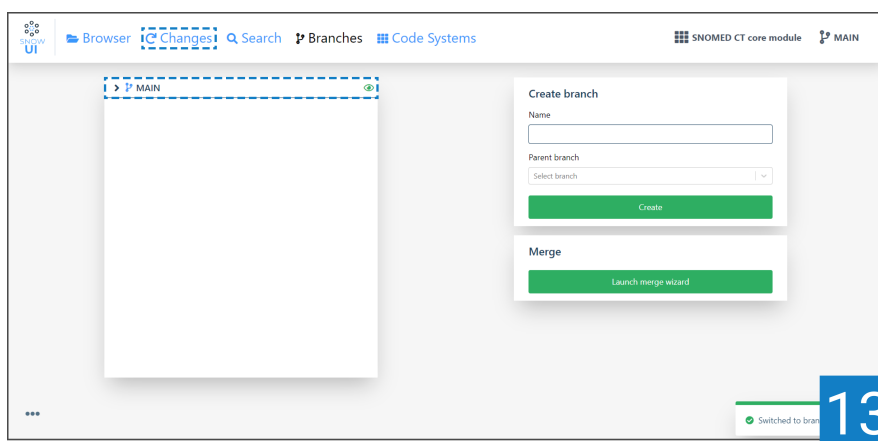 SNOW
UI
Browser
Changes
Search
Branches
Code Systems
SNOMED CT core module
MAIN
MAIN
Create branch
Name
Parent branch
Select branch
Create
Merge
Launch merge wizard
Switched to bran
13